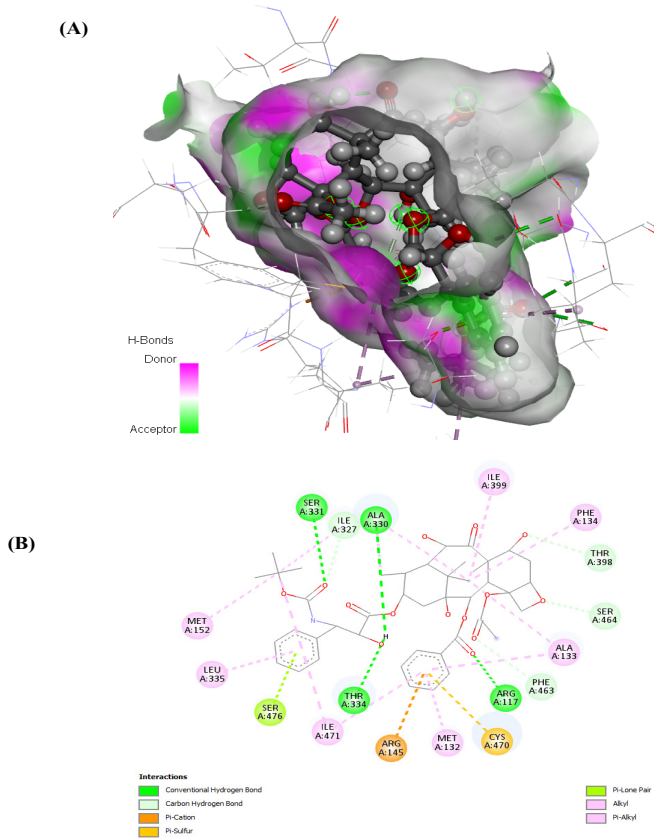 (A)
H-Bonds
Donor
Acceptor
(B)
ILE
A:399
SER
A:331
ILE
A:327
ALA
A:330
PHE
A:134
THR
A:398
SER
A:464
MET
A:152
ALA
A:133
LEU
A:335
PHE
A:463
SER
A:476
THR
A:334
ARG
A:117
ILE
A:471
ARG
A:145
MET
A:132
CYS
A:470
O
O
O
O
O
O
O
O
O
O
O
O
O
O
N
H
Interactions
Conventional Hydrogen Bond
Carbon Hydrogen Bond
Pi-Cation
Pi-Sulfur
Pi-Lone Pair
Alkyl
Pi-Alkyl